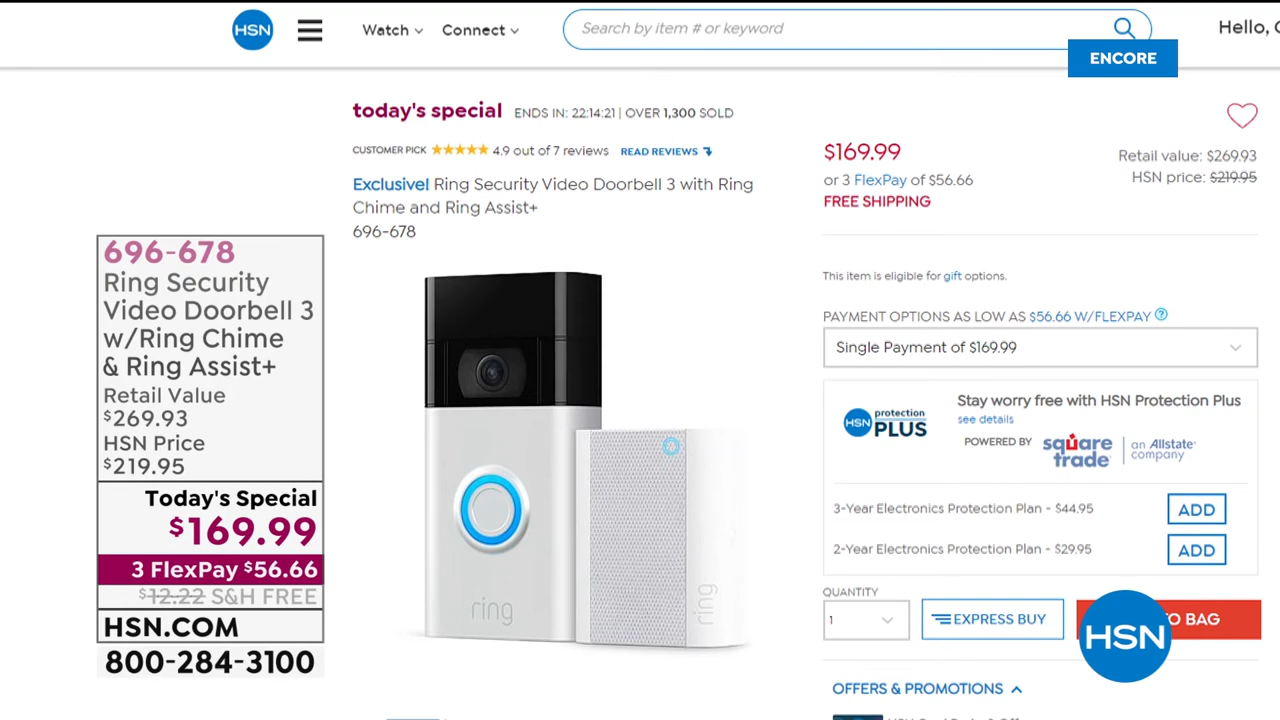 HSN
Watch
Connect
Search by item # or keyword
Hello,
ENCORE
today's special ENDS IN: 22:14:21 | OVER 1,300 SOLD
CUSTOMER PICK 4.9 out of 7 reviews READ REVIEWS
Exclusive! Ring Security Video Doorbell 3 with Ring
Chime and Ring Assist+
696-678
696-678
Ring Security
Video Doorbell 3
w/Ring Chime
& Ring Assist+
Retail Value
$269.93
HSN Price
$219.95
Today's Special
$169.99
3 FlexPay $56.66
$12.22 S&H FREE
HSN.COM
800-284-3100
ring
ring
$169.99
Retail value: $269.93
or 3 FlexPay of $56.66
HSN price: $219.95
FREE SHIPPING
This item is eligible for gift options.
PAYMENT OPTIONS AS LOW AS $56.66 W/FLEXPAY ?
Single Payment of $169.99
HSN protection PLUS
Stay worry free with HSN Protection Plus
see details
POWERED BY square trade | an Allstate company
3-Year Electronics Protection Plan - $44.95 ADD
2-Year Electronics Protection Plan - $29.95 ADD
QUANTITY
1
EXPRESS BUY
TO BAG
HSN
OFFERS & PROMOTIONS